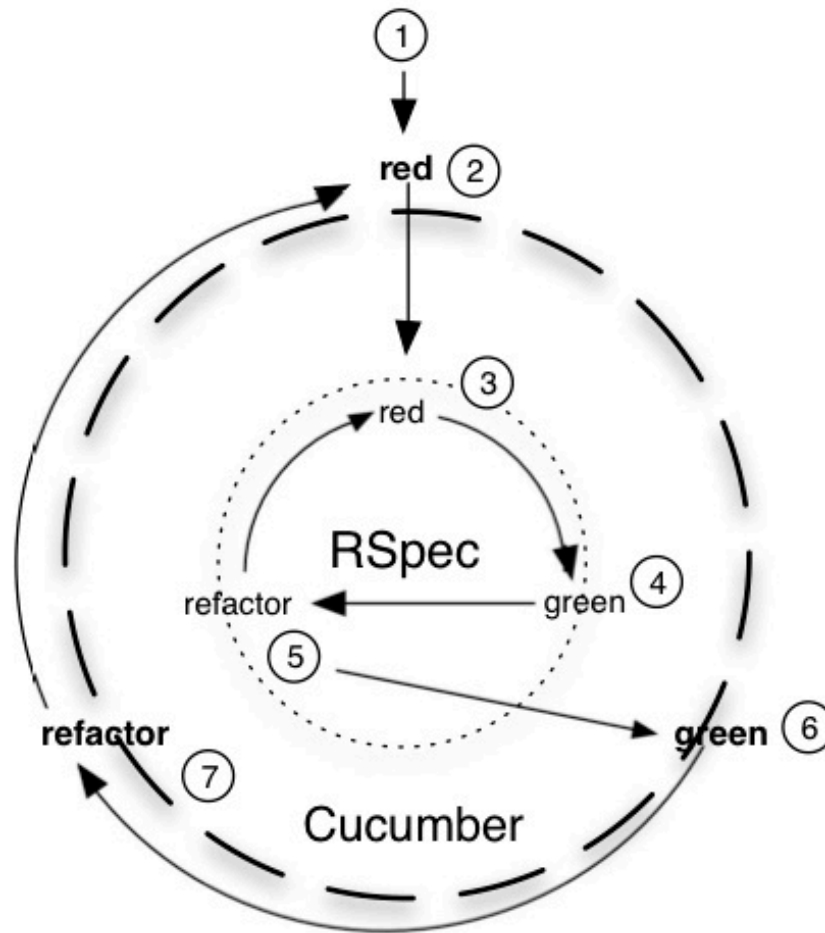 1
red 2
3
red
RSpec
refactor green 4
5
refactor green 6
7
Cucumber